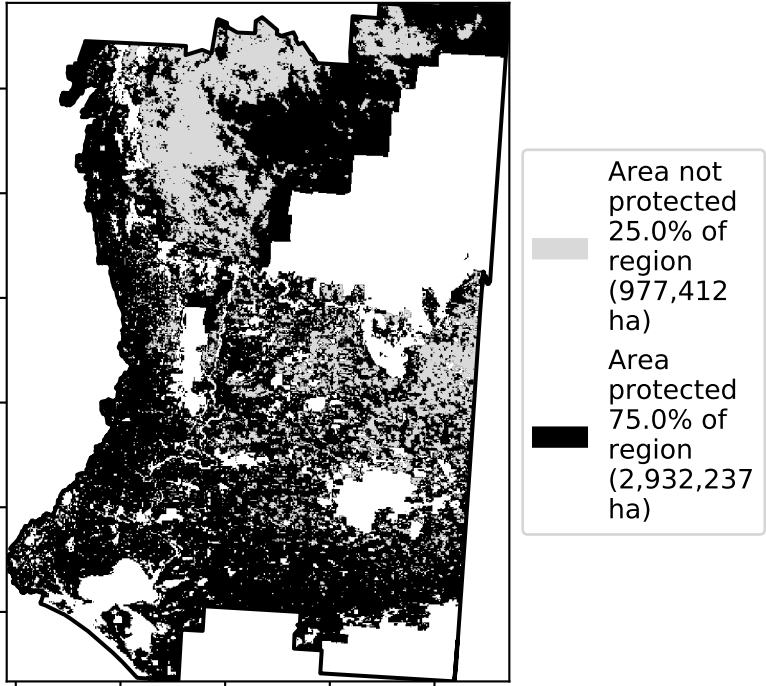 Area not
protected
25.0% of
region
(977,412
ha)
Area
protected
75.0% of
region
(2,932,237
ha)